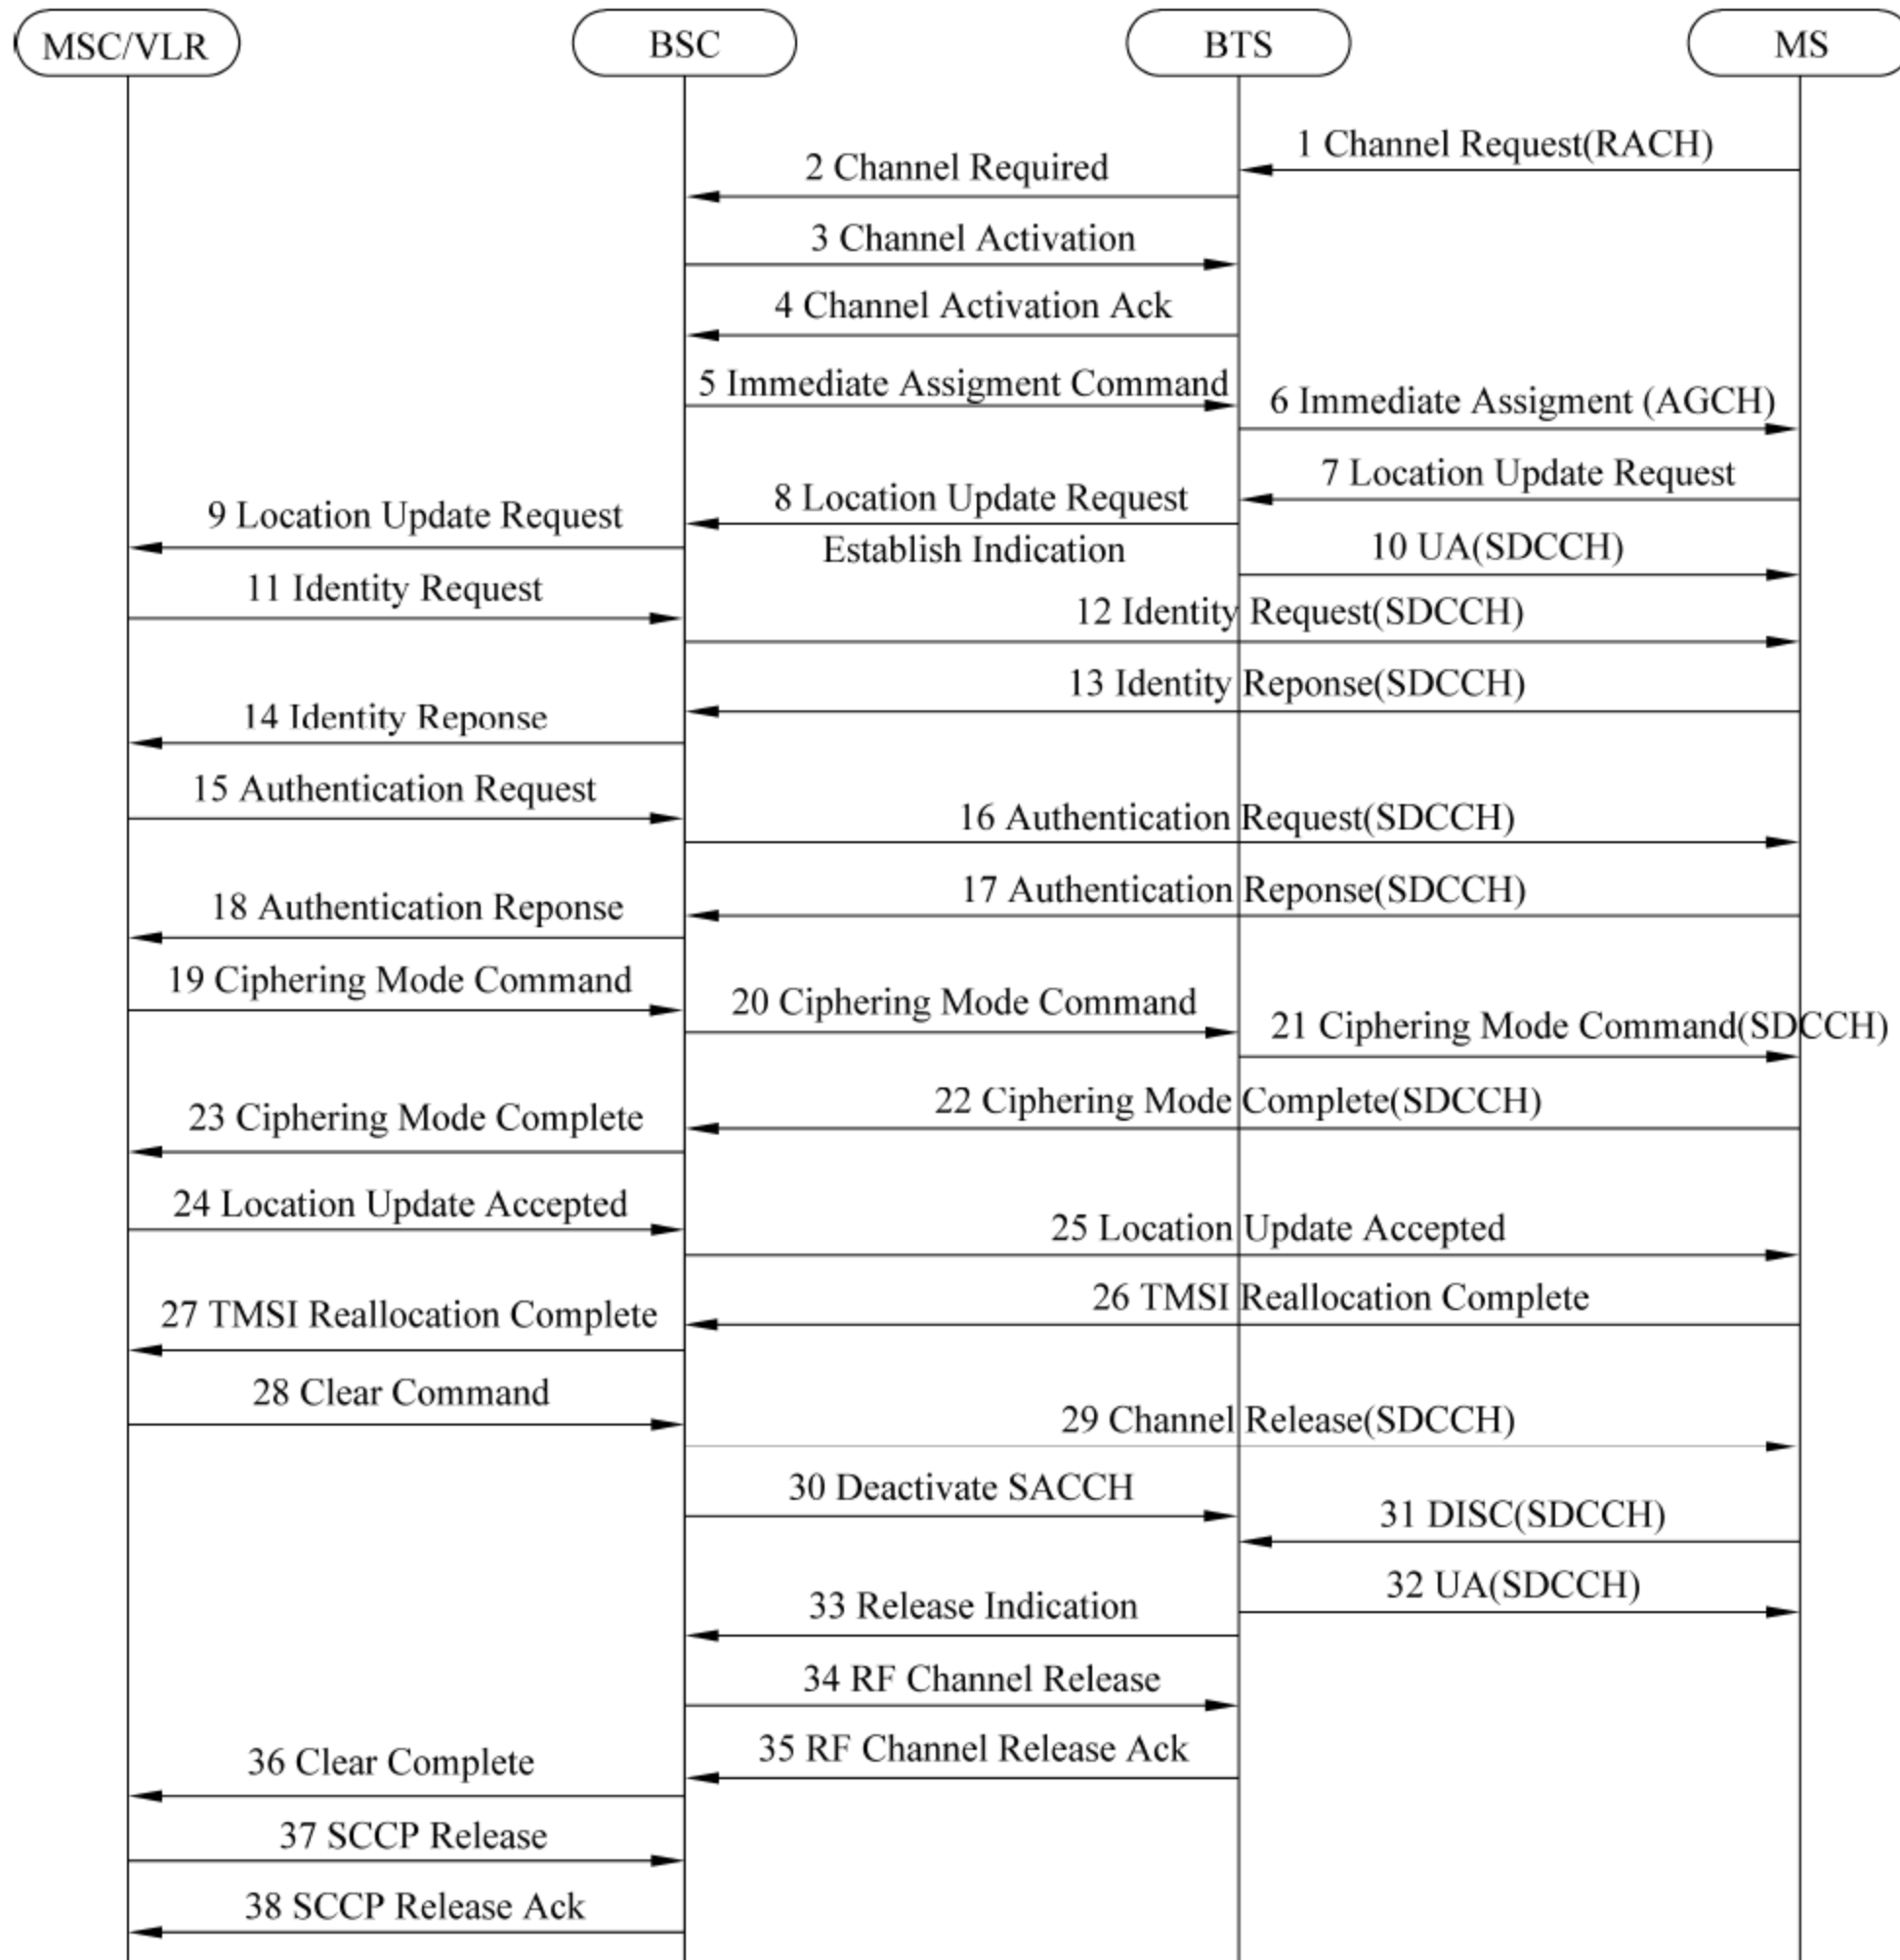 MSC/VLR
BSC
BTS
MS
1 Channel Request(RACH)
2 Channel Required
3 Channel Activation
4 Channel Activation Ack
5 Immediate Assigment Command
6 Immediate Assigment (AGCH)
7 Location Update Request
8 Location Update Request
Establish Indication
9 Location Update Request
10 UA(SDCCH)
11 Identity Request
12 Identity Request(SDCCH)
13 Identity Reponse(SDCCH)
14 Identity Reponse
15 Authentication Request
16 Authentication Request(SDCCH)
17 Authentication Reponse(SDCCH)
18 Authentication Reponse
19 Ciphering Mode Command
20 Ciphering Mode Command
21 Ciphering Mode Command(SDCCH)
22 Ciphering Mode Complete(SDCCH)
23 Ciphering Mode Complete
24 Location Update Accepted
25 Location Update Accepted
26 TMSI Reallocation Complete
27 TMSI Reallocation Complete
28 Clear Command
29 Channel Release(SDCCH)
30 Deactivate SACCH
31 DISC(SDCCH)
32 UA(SDCCH)
33 Release Indication
34 RF Channel Release
35 RF Channel Release Ack
36 Clear Complete
37 SCCP Release
38 SCCP Release Ack